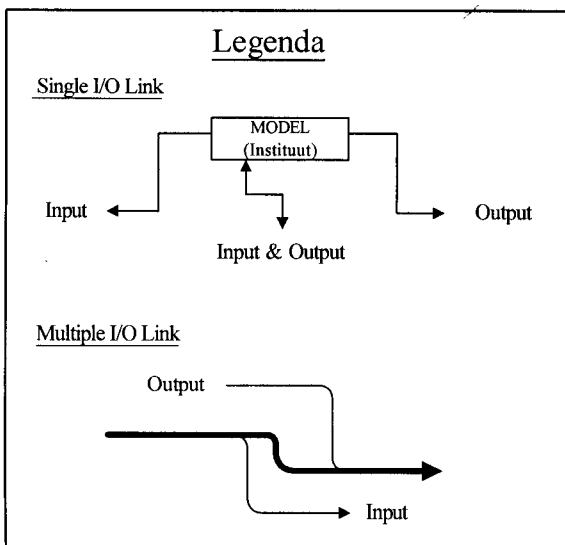 Legenda
Single I/O Link
MODEL
(Instituut)
Input
Output
Input & Output
Multiple I/O Link
Output
Input